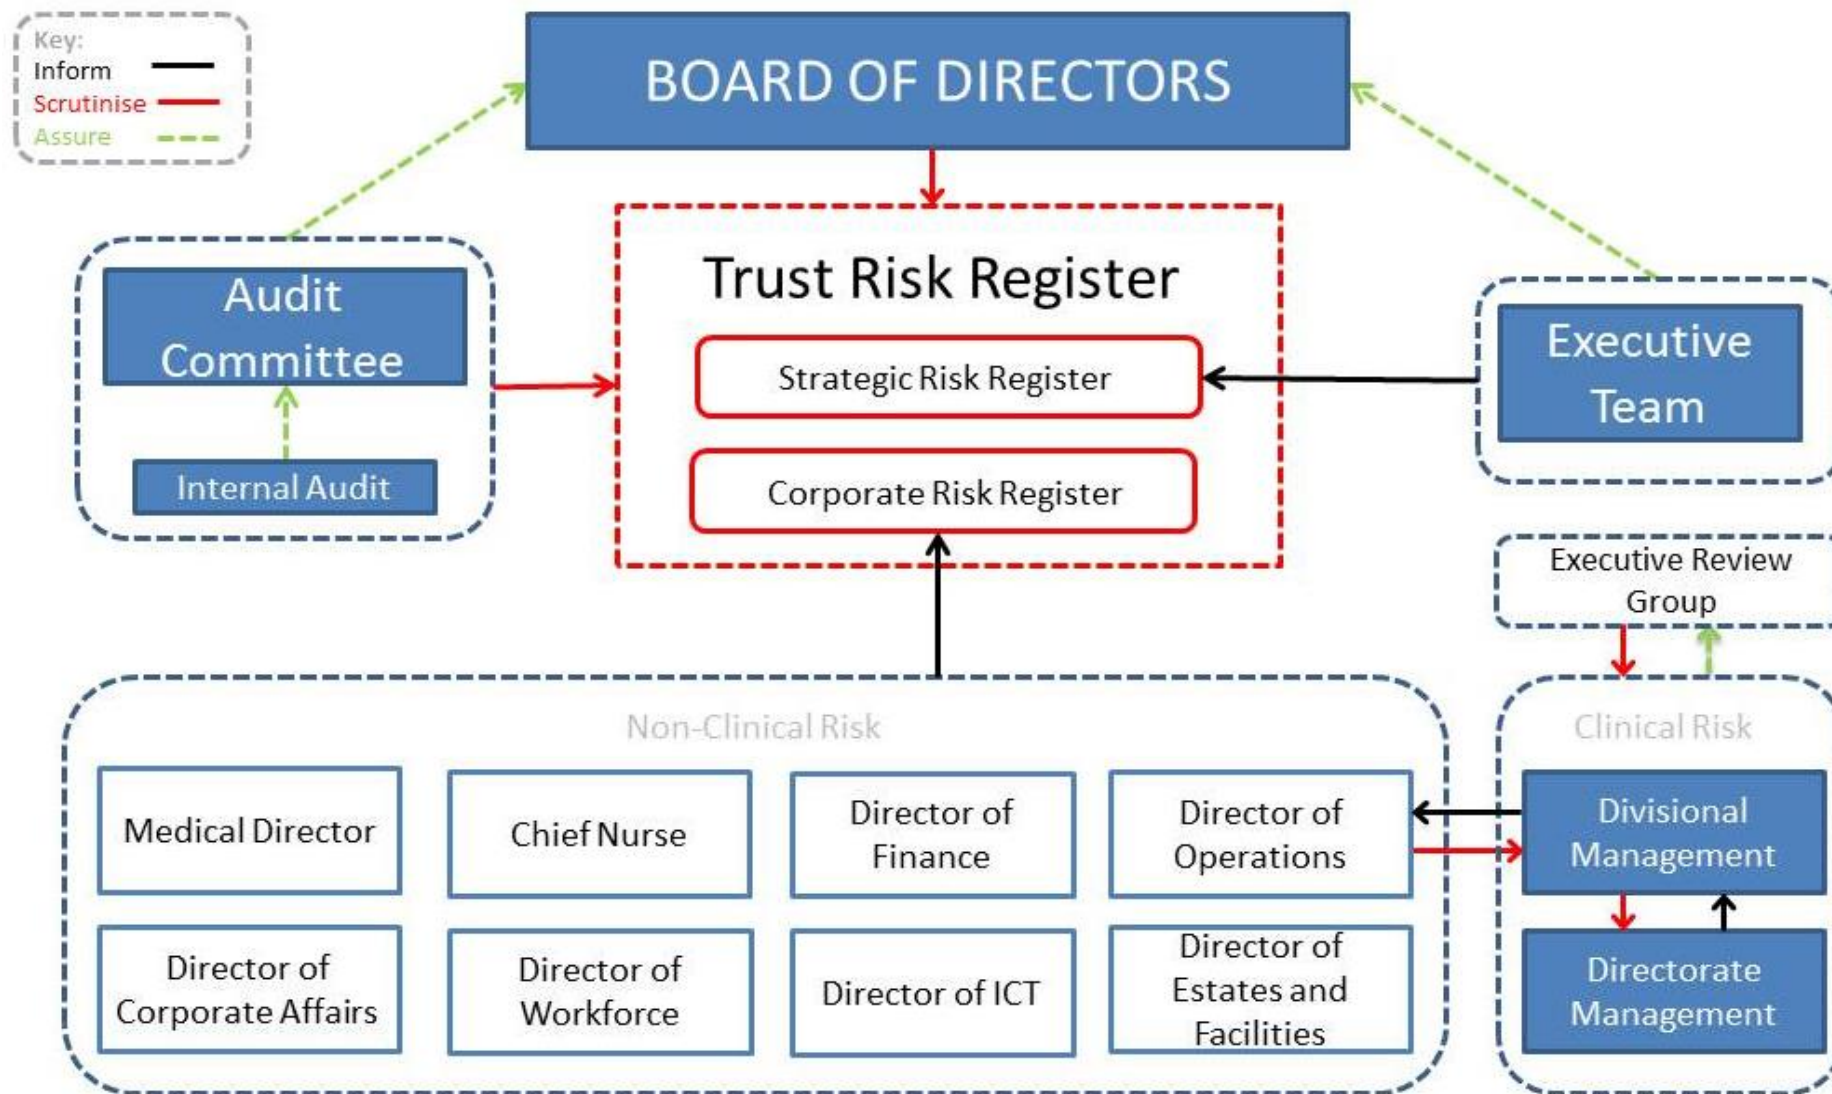 Key:
Inform
Scrutinise
Assure
BOARD OF DIRECTORS
Audit
Committee
Internal Audit
Trust Risk Register
Strategic Risk Register
Corporate Risk Register
Executive
Team
Executive Review
Group
Non-Clinical Risk
Medical Director
Chief Nurse
Director of
Finance
Director of
Operations
Director of
Corporate Affairs
Director of
Workforce
Director of ICT
Director of
Estates and
Facilities
Clinical Risk
Divisional
Management
Directorate
Management